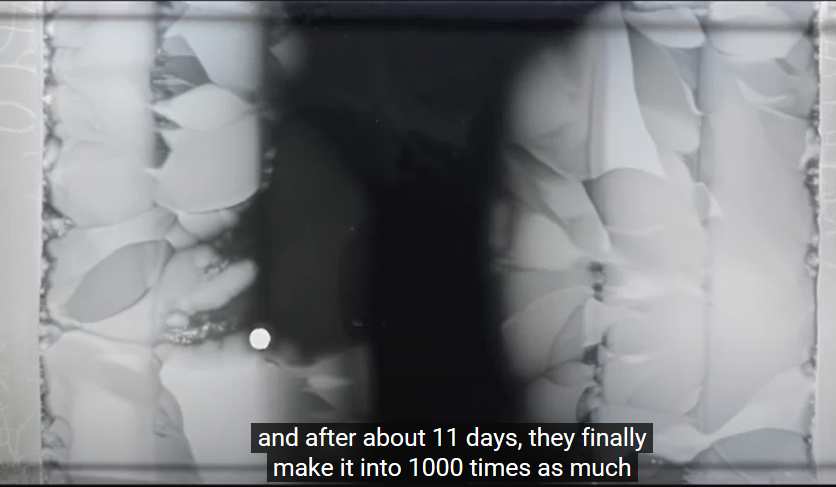 and after about 11 days, they finally
make it into 1000 times as much